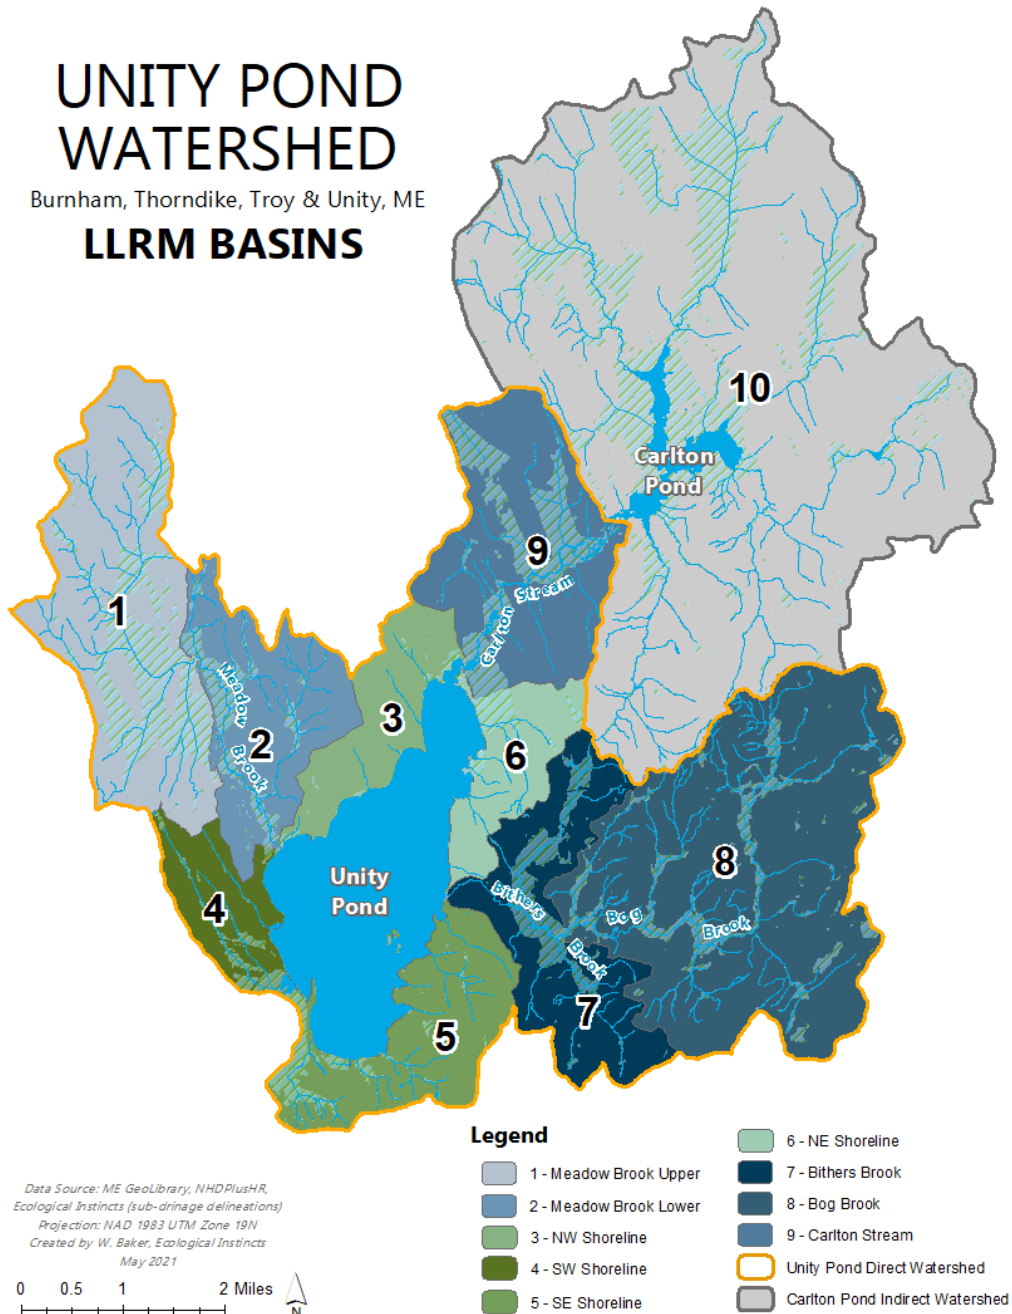 UNITY POND
WATERSHED
Burnham, Thorndike, Troy & Unity, ME
LLRM BASINS
10
Carlton
Pond
9
Carlton Stream
1
Meadow Brook
2
3
6
8
Unity
Pond
4
Bithers Brook
Bog Brook
7
5
Legend
1 - Meadow Brook Upper
2 - Meadow Brook Lower
3 - NW Shoreline
4 - SW Shoreline
5 - SE Shoreline
6 - NE Shoreline
7 - Bithers Brook
8 - Bog Brook
9 - Carlton Stream
Unity Pond Direct Watershed
Carlton Pond Indirect Watershed
Data Source: ME GeoLibrary, NHDPlusHR,
Ecological Instincts (sub-drinage delineations)
Projection: NAD 1983 UTM Zone 19N
Created by W. Baker, Ecological Instincts
May 2021
0 0.5 1 2 Miles
N